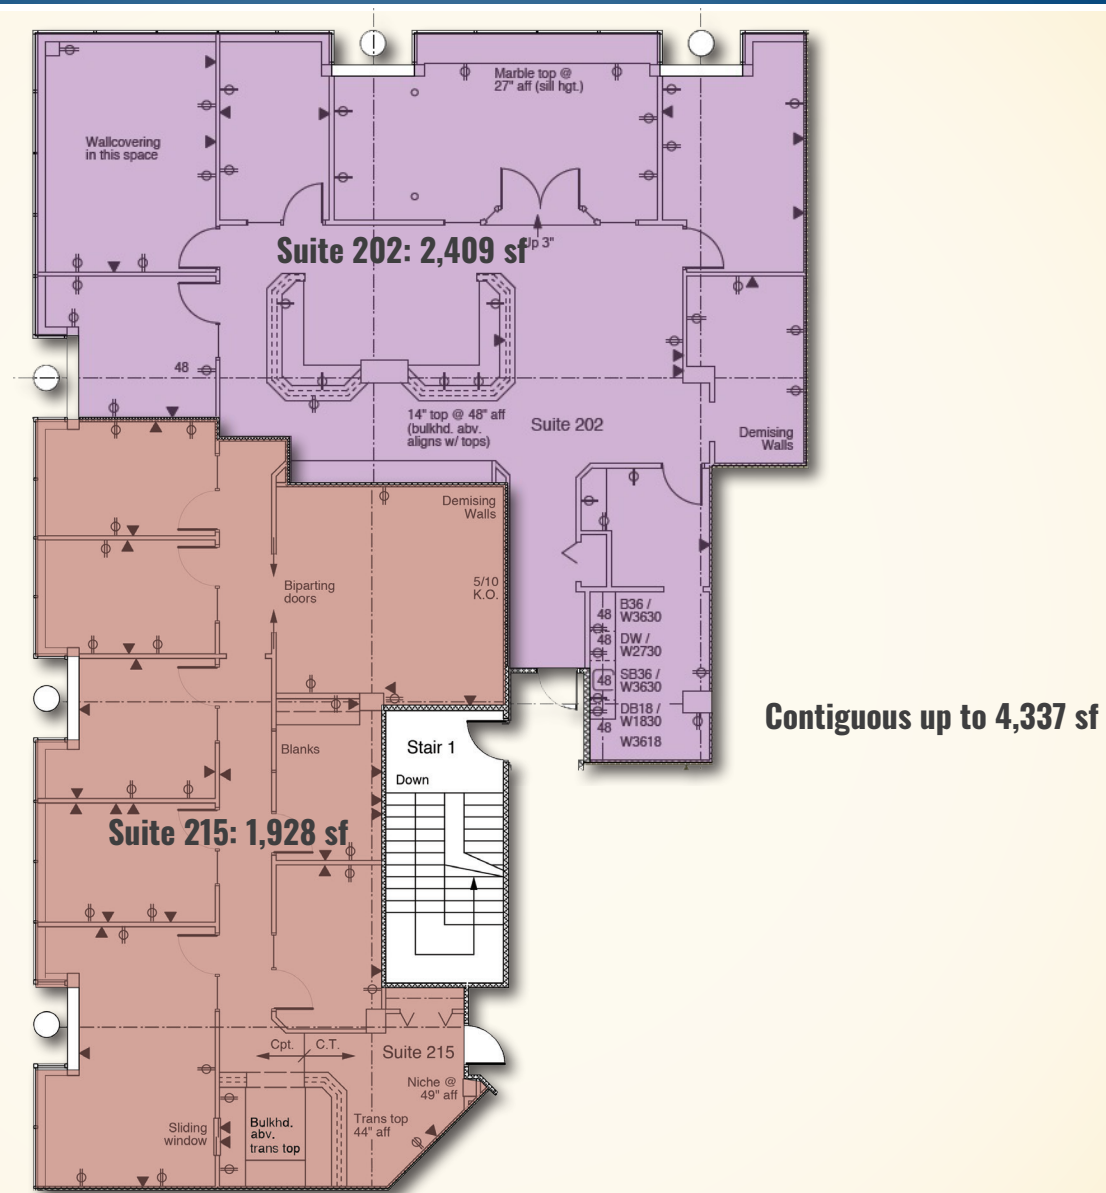 Marble top @
27" aff (sill hgt.)
Wallcovering
in this space
Suite 202: 2,409 sf
Up 3"
48
14" top @ 48" aff
(bulkhd. abv.
aligns w/ tops)
Suite 202
Demising
Walls
Demising
Walls
Biparting
doors
5/10
K.O.
48
B36 /
W3630
48
DW /
W2730
48
SB36 /
W3630
48
DB18 /
W1830
48
W3618
Contiguous up to 4,337 sf
Stair 1
Down
Blanks
Suite 215: 1,928 sf
Cpt.
C.T.
Suite 215
Niche @
49" aff
Trans top
44" aff
Bulkhd.
abv.
trans top
Sliding
window